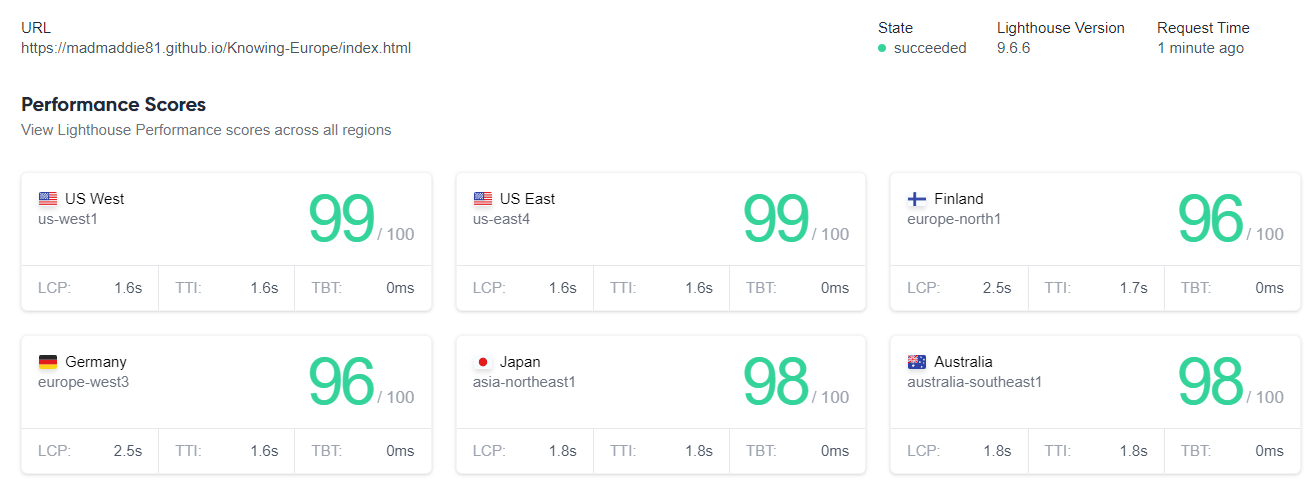 URL
https://madmaddie81.github.io/Knowing-Europe/index.html
State
succeeded
Lighthouse Version
9.6.6
Request Time
1 minute ago
Performance Scores
View Lighthouse Performance scores across all regions
US West
us-west1
99 / 100
LCP: 1.6s TTI: 1.6s TBT: 0ms
US East
us-east4
99 / 100
LCP: 1.6s TTI: 1.6s TBT: 0ms
Finland
europe-north1
96 / 100
LCP: 2.5s TTI: 1.7s TBT: 0ms
Germany
europe-west3
96 / 100
LCP: 2.5s TTI: 1.6s TBT: 0ms
Japan
asia-northeast1
98 / 100
LCP: 1.8s TTI: 1.8s TBT: 0ms
Australia
australia-southeast1
98 / 100
LCP: 1.8s TTI: 1.8s TBT: 0ms